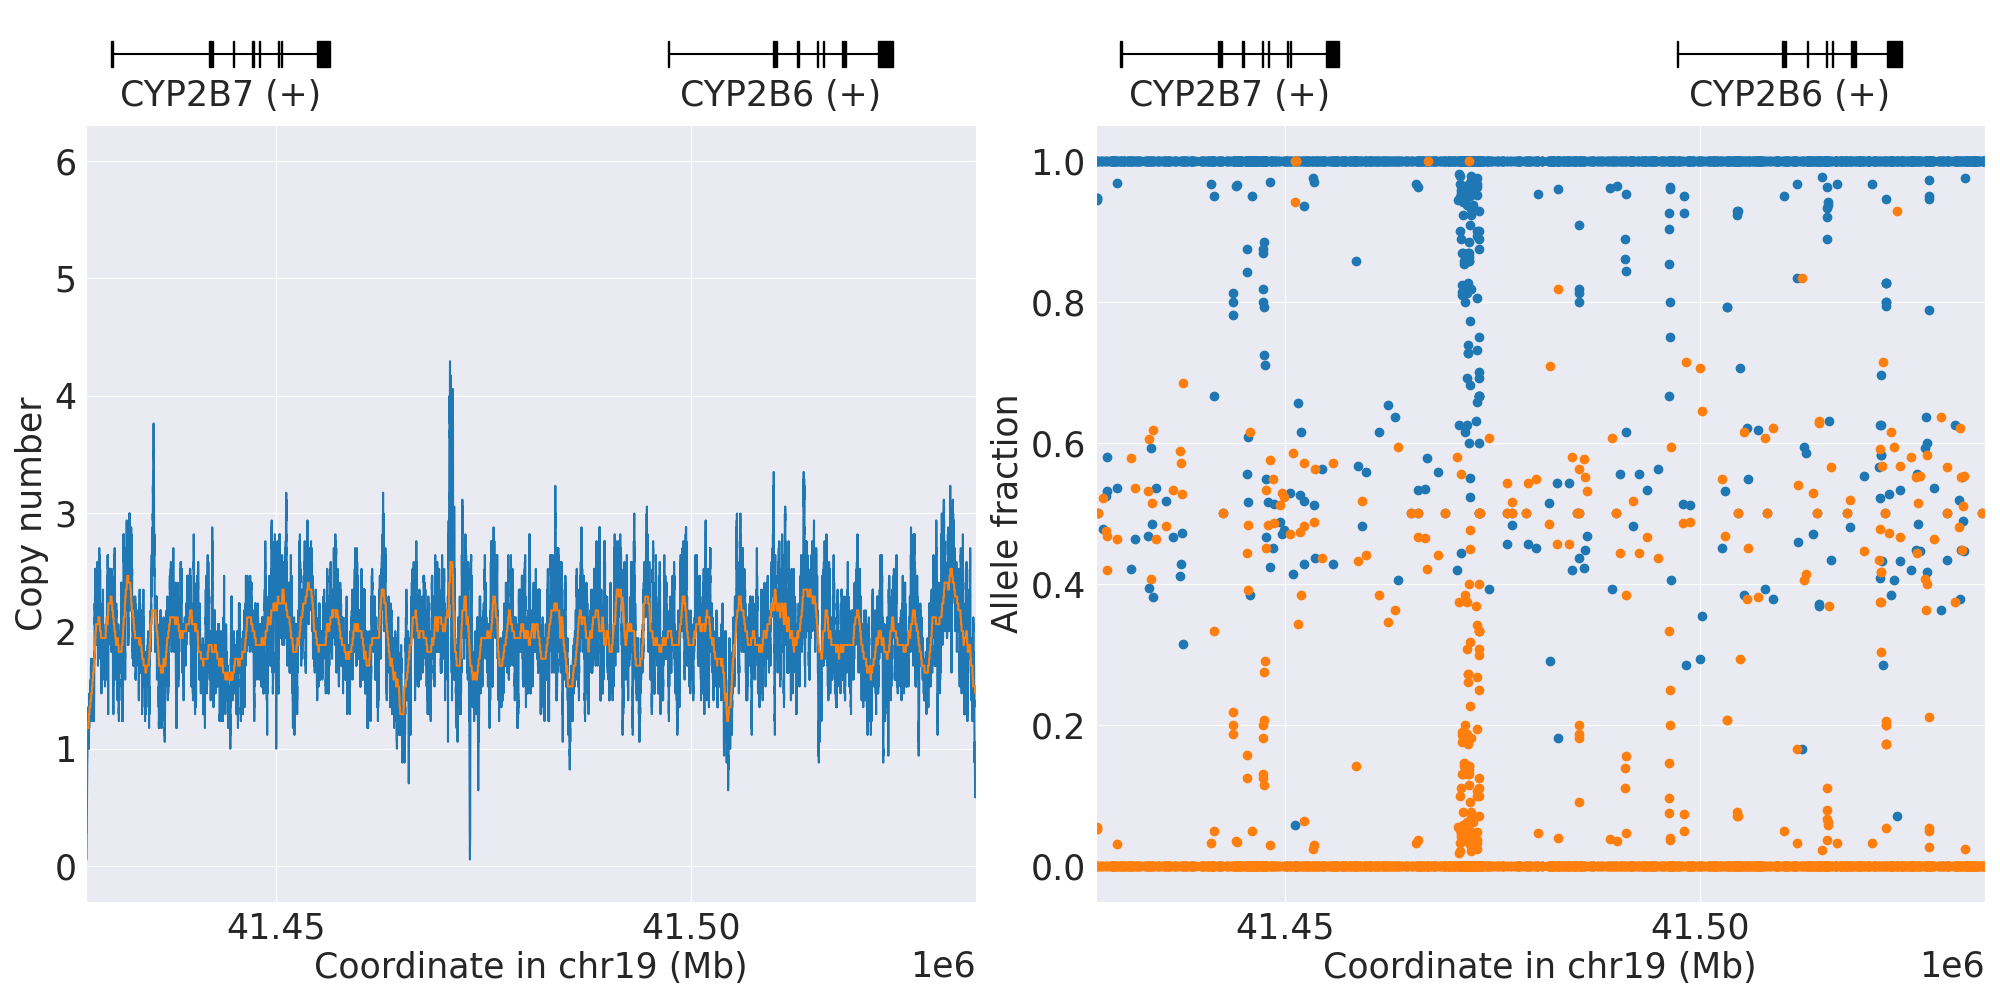 CYP2B7 (+) CYP2B6 (+)
6
5
4
3
2
1
0
Copy number
41.45 41.50
Coordinate in chr19 (Mb) 1e6
CYP2B7 (+) CYP2B6 (+)
1.0
0.8
0.6
0.4
0.2
0.0
Allele fraction
41.45 41.50
Coordinate in chr19 (Mb) 1e6